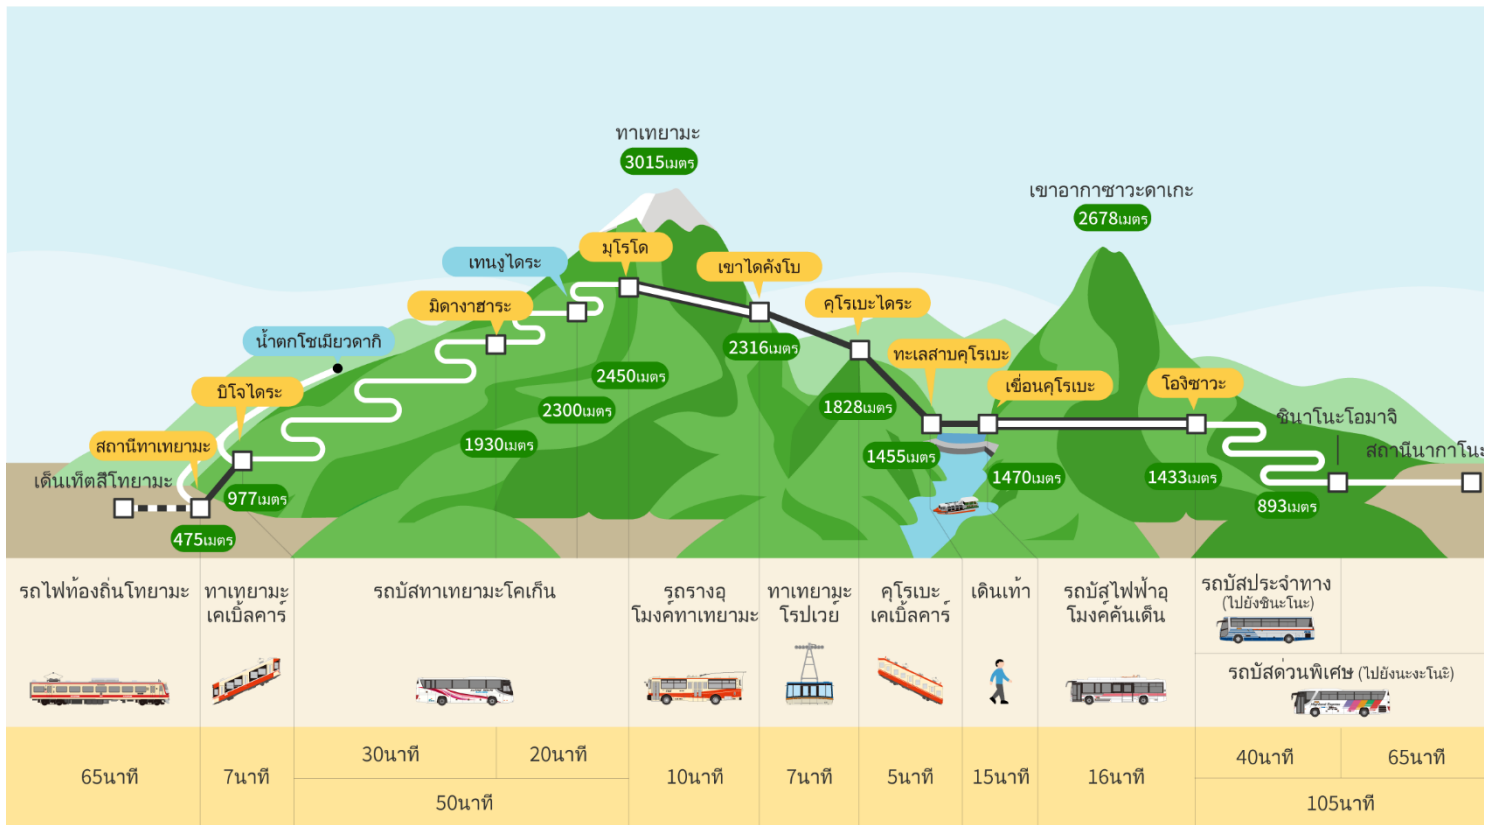 ทาเทยามะ
3015เมตร
เขาอากาซาวะดาเกะ
2678เมตร
มุโรโด
เทนงูไดระ
เขาไดคังโบ
มิดางาฮาระ
คุโรเบะไดระ
น้ำตกโชเมียวดากิ
2316เมตร
ทะเลสาบคุโรเบะ
บิโจไดระ
2450เมตร
เขื่อนคุโรเบะ
โอกิซาวะ
2300เมตร
1828เมตร
ชินาโนะโอมาจิ
สถานีทาเทยามะ
1930เมตร
1455เมตร
สถานีนากาโนะ
เด็นเท็ตสึโทยามะ
977เมตร
1470เมตร
1433เมตร
893เมตร
475เมตร
รถไฟท้องถิ่นโทยามะ
ทาเทยามะ
เคเบิ้ลคาร์
รถบัสทาเทยามะโคเก็น
รถรางอุ
โมงค์ทาเทยามะ
ทาเทยามะ
โรปเวย์
คุโรเบะ
เคเบิ้ลคาร์
เดินเท้า
รถบัสไฟฟ้าอุ
โมงค์คันเด็น
รถบัสประจำทาง
(ไปยังชินะโนะ)
รถบัสด่วนพิเศษ (ไปยังนะงะโนะ)
30นาที
20นาที
40นาที
65นาที
65นาที
7นาที
10นาที
7นาที
5นาที
15นาที
16นาที
50นาที
105นาที